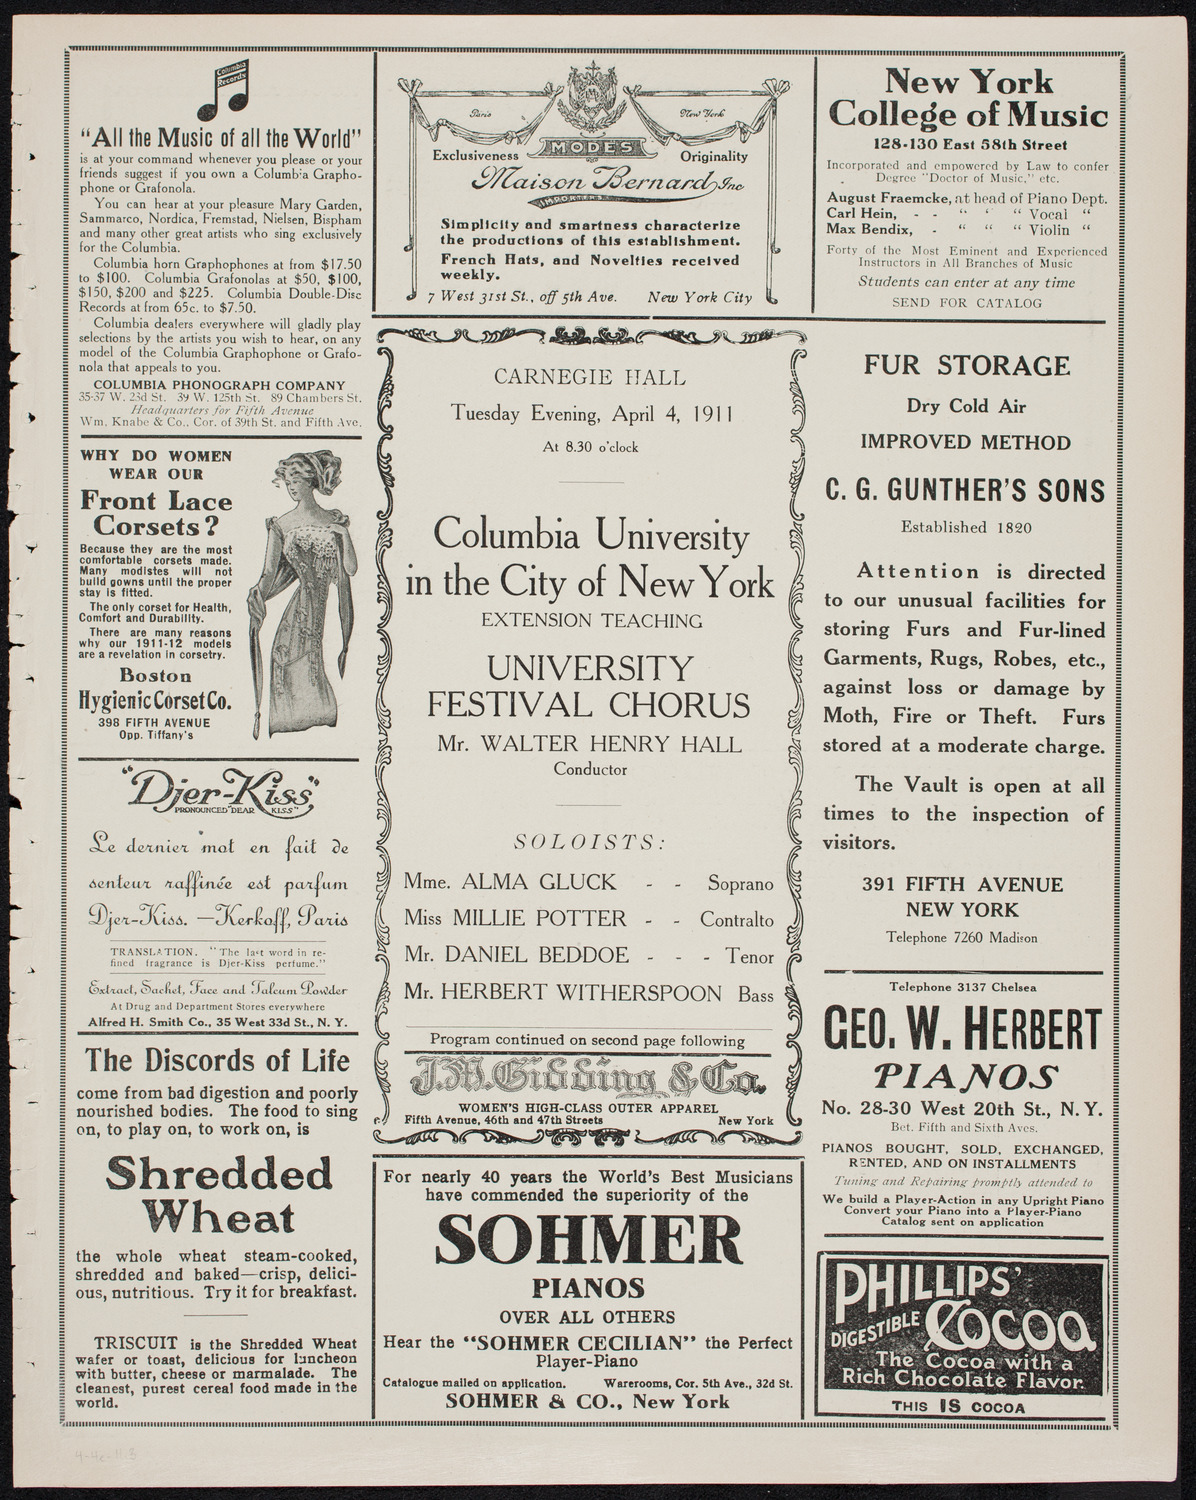 Columbia
Records
"All the Music of all the World"
is at your command whenever you please or your
friends suggest if you own a Columbia Grapho-
phone or Grafonola.
You can hear at your pleasure Mary Garden,
Sammarco, Nordica, Fremstad, Nielsen, Bispham
and many other great artists who sing exclusively
for the Columbia.
Columbia horn Graphophones at from $17.50
to $100. Columbia Grafonolas at $50, $100,
$150, $200 and $225. Columbia Double-Disc
Records at from 65c. to $7.50.
Columbia dealers everywhere will gladly play
selections by the artists you wish to hear, on any
model of the Columbia Graphophone or Grafo-
nola that appeals to you.
COLUMBIA PHONOGRAPH COMPANY
35-37 W. 23d St. 39 W. 125th St. 89 Chambers St.
Headquarters for Fifth Avenue
Wm. Knabe & Co., Cor. of 39th St. and Fifth Ave.
WHY DO WOMEN
WEAR OUR
Front Lace
Corsets?
Because they are the most
comfortable corsets made.
Many modistes will not
build gowns until the proper
stay is fitted.
The only corset for Health,
Comfort and Durability.
There are many reasons
why our 1911-12 models
are a revelation in corsetry.
Boston
Hygienic Corset Co.
398 FIFTH AVENUE
Opp. Tiffany's
"Djer-Kiss"
PRONOUNCED "DEAR KISS"
Le dernier mot en fait de
senteur raffinée est parfum
Djer-Kiss. —Kerkoff, Paris
TRANSLATION. "The last word in re-
fined fragrance is Djer-Kiss perfume."
Extract, Sachet, Face and Talcum Powder
At Drug and Department Stores everywhere
Alfred H. Smith Co., 35 West 33d St., N. Y.
The Discords of Life
come from bad digestion and poorly
nourished bodies. The food to sing
on, to play on, to work on, is
Shredded
Wheat
the whole wheat steam-cooked,
shredded and baked—crisp, delici-
ous, nutritious. Try it for breakfast.
TRISCUIT is the Shredded Wheat
wafer or toast, delicious for luncheon
with butter, cheese or marmalade. The
cleanest, purest cereal food made in the
world.
Paris New York
MODES
Exclusiveness Originality
Maison Bernard Inc
IMPORTERS
Simplicity and smartness characterize
the productions of this establishment.
French Hats, and Novelties received
weekly.
7 West 31st St., off 5th Ave. New York City
CARNEGIE HALL
Tuesday Evening, April 4, 1911
At 8.30 o'clock
Columbia University
in the City of New York
EXTENSION TEACHING
UNIVERSITY
FESTIVAL CHORUS
Mr. WALTER HENRY HALL
Conductor
SOLOISTS:
Mme. ALMA GLUCK - - Soprano
Miss MILLIE POTTER - - Contralto
Mr. DANIEL BEDDOE - - - Tenor
Mr. HERBERT WITHERSPOON Bass
Program continued on second page following
J.M. Gidding & Co.
WOMEN'S HIGH-CLASS OUTER APPAREL
Fifth Avenue, 46th and 47th Streets New York
For nearly 40 years the World's Best Musicians
have commended the superiority of the
SOHMER
PIANOS
OVER ALL OTHERS
Hear the "SOHMER CECILIAN" the Perfect
Player-Piano
Catalogue mailed on application. Warerooms, Cor. 5th Ave., 32d St.
SOHMER & CO., New York
New York
College of Music
128-130 East 58th Street
Incorporated and empowered by Law to confer
Degree "Doctor of Music," etc.
August Fraemcke, at head of Piano Dept.
Carl Hein, - - " " " Vocal "
Max Bendix, - " " " Violin "
Forty of the Most Eminent and Experienced
Instructors in All Branches of Music
Students can enter at any time
SEND FOR CATALOG
FUR STORAGE
Dry Cold Air
IMPROVED METHOD
C. G. GUNTHER'S SONS
Established 1820
Attention is directed
to our unusual facilities for
storing Furs and Fur-lined
Garments, Rugs, Robes, etc.,
against loss or damage by
Moth, Fire or Theft. Furs
stored at a moderate charge.
The Vault is open at all
times to the inspection of
visitors.
391 FIFTH AVENUE
NEW YORK
Telephone 7260 Madison
Telephone 3137 Chelsea
GEO. W. HERBERT
PIANOS
No. 28-30 West 20th St., N. Y.
Bet. Fifth and Sixth Aves.
PIANOS BOUGHT, SOLD, EXCHANGED,
RENTED, AND ON INSTALLMENTS
Tuning and Repairing promptly attended to
We build a Player-Action in any Upright Piano
Convert your Piano into a Player-Piano
Catalog sent on application
PHILLIPS'
DIGESTIBLE COCOA
The Cocoa with a
Rich Chocolate Flavor.
THIS IS COCOA